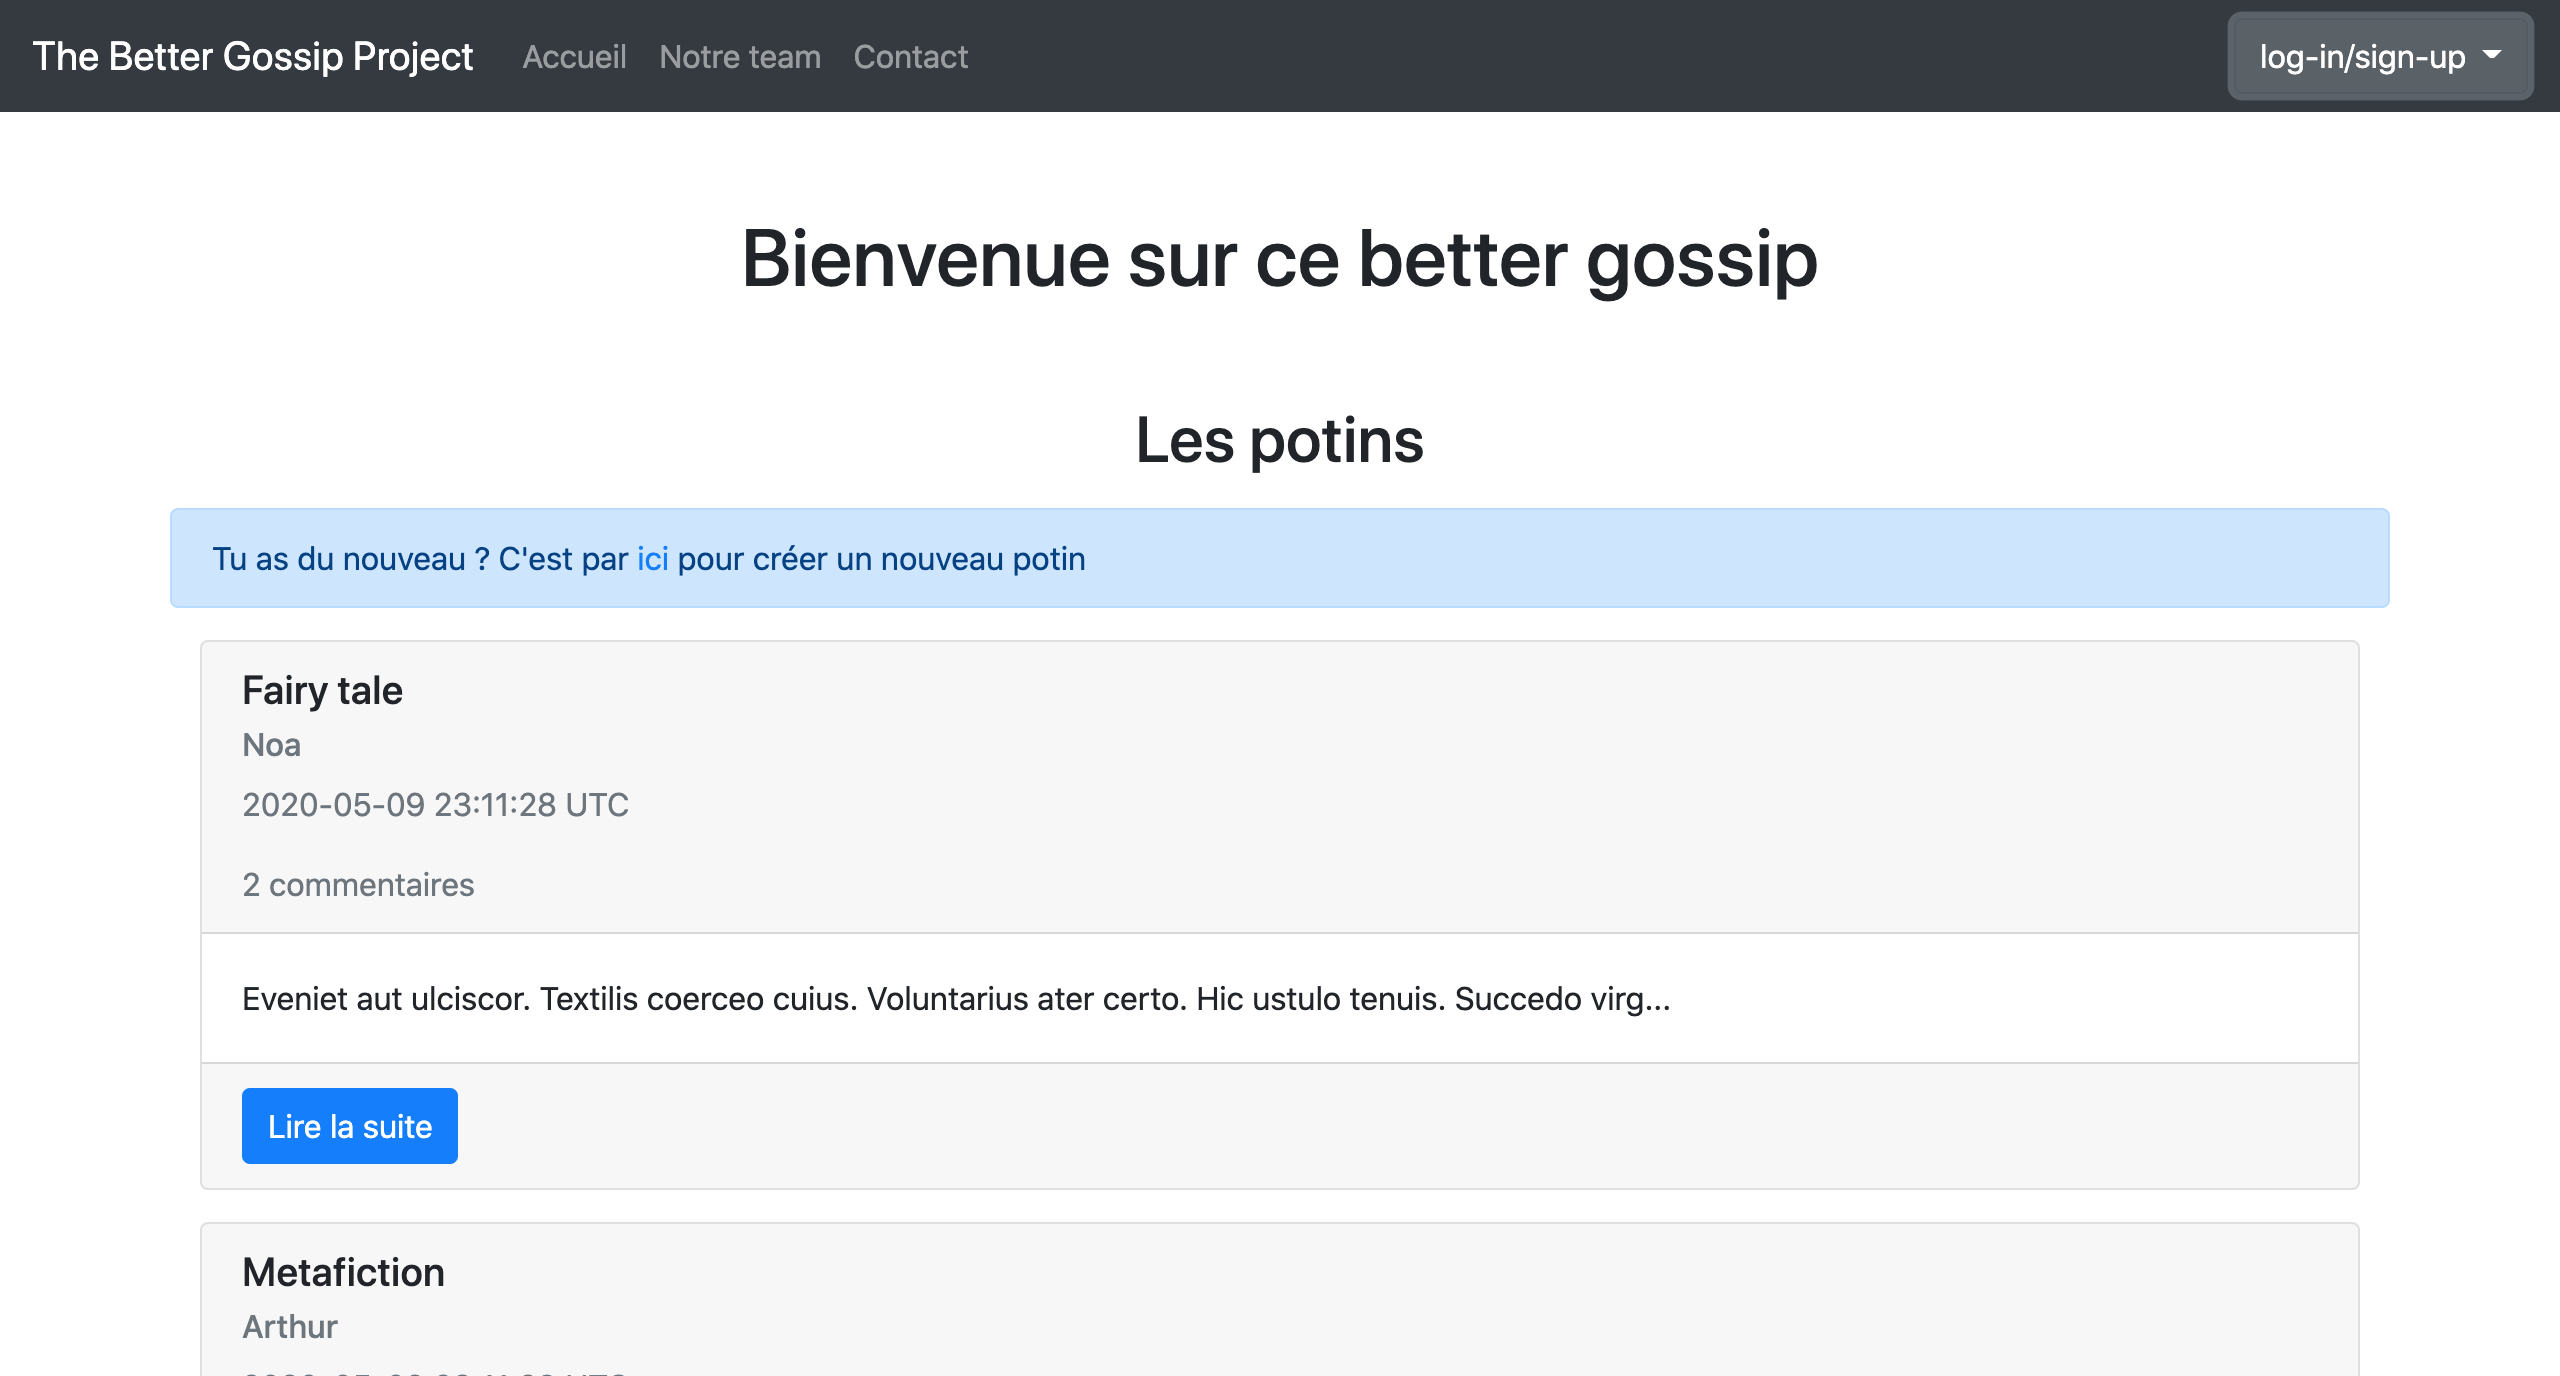 The Better Gossip Project Accueil Notre team Contact log-in/sign-up
Bienvenue sur ce better gossip
Les potins
Tu as du nouveau ? C'est par ici pour créer un nouveau potin
Fairy tale
Noa
2020-05-09 23:11:28 UTC
2 commentaires
Eveniet aut ulciscor. Textilis coerceo cuius. Voluntarius ater certo. Hic ustulo tenuis. Succedo virg...
Lire la suite
Metafiction
Arthur